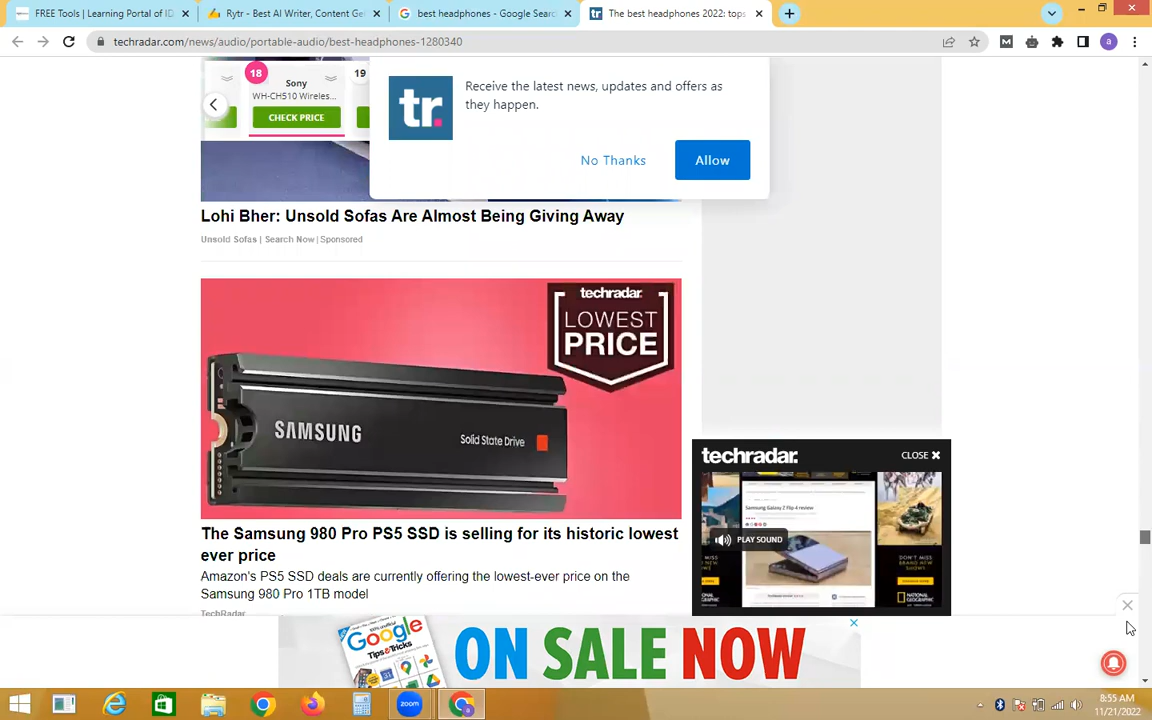 FREE Tools | Learning Portal of ID
Rytr - Best AI Writer, Content Ge
best headphones - Google Sear
The best headphones 2022: tops
techradar.com/news/audio/portable-audio/best-headphones-1280340
18
Sony
WH-CH510 Wireles...
CHECK PRICE
19
tr.
Receive the latest news, updates and offers as
they happen.
No Thanks
Allow
Lohi Bher: Unsold Sofas Are Almost Being Giving Away
Unsold Sofas | Search Now | Sponsored
techradar
LOWEST
PRICE
SAMSUNG
Solid State Drive
The Samsung 980 Pro PS5 SSD is selling for its historic lowest
ever price
Amazon's PS5 SSD deals are currently offering the lowest-ever price on the
Samsung 980 Pro 1TB model
TechRadar
techradar.
CLOSE
Samsung Galaxy Z Flip 4 review
PLAY SOUND
DON'T
MISS
NATIONAL
GEOGRAPHIC
Google
Tips & Tricks
ON SALE NOW
zoom
8:55 AM
11/21/2022